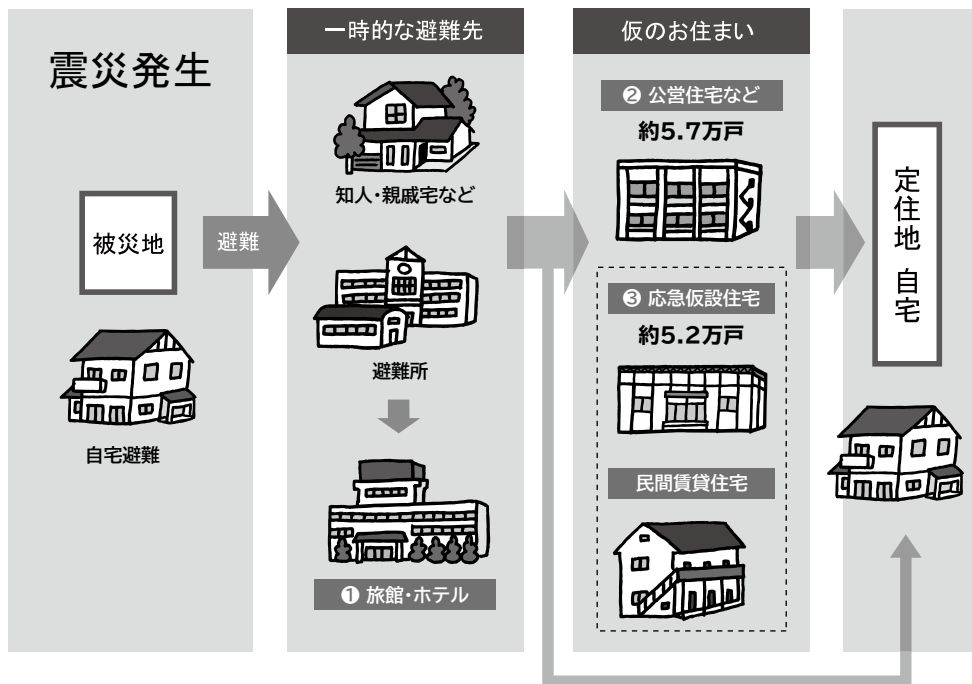 震災発生
被災地
自宅避難
避難
一時的な避難先
知人・親戚宅など
避難所
❶ 旅館・ホテル
仮のお住まい
❷ 公営住宅など
約5.7万戸
❸ 応急仮設住宅
約5.2万戸
民間賃貸住宅
定住地 自宅